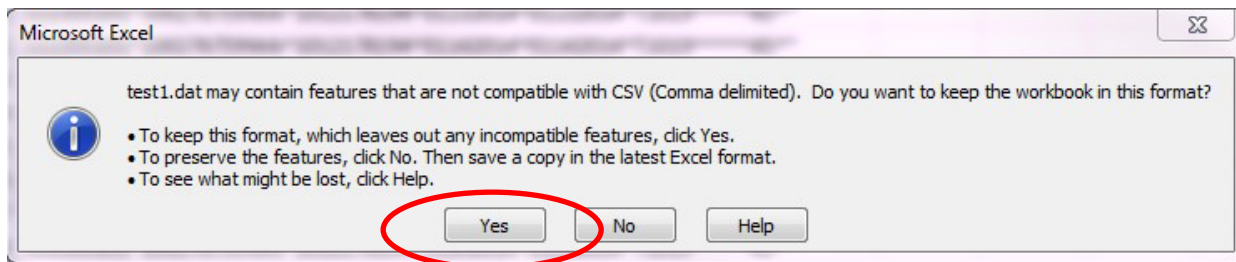 Microsoft Excel
test1.dat may contain features that are not compatible with CSV (Comma delimited).  Do you want to keep the workbook in this format?
• To keep this format, which leaves out any incompatible features, click Yes.
• To preserve the features, click No. Then save a copy in the latest Excel format.
• To see what might be lost, click Help.
Yes No Help